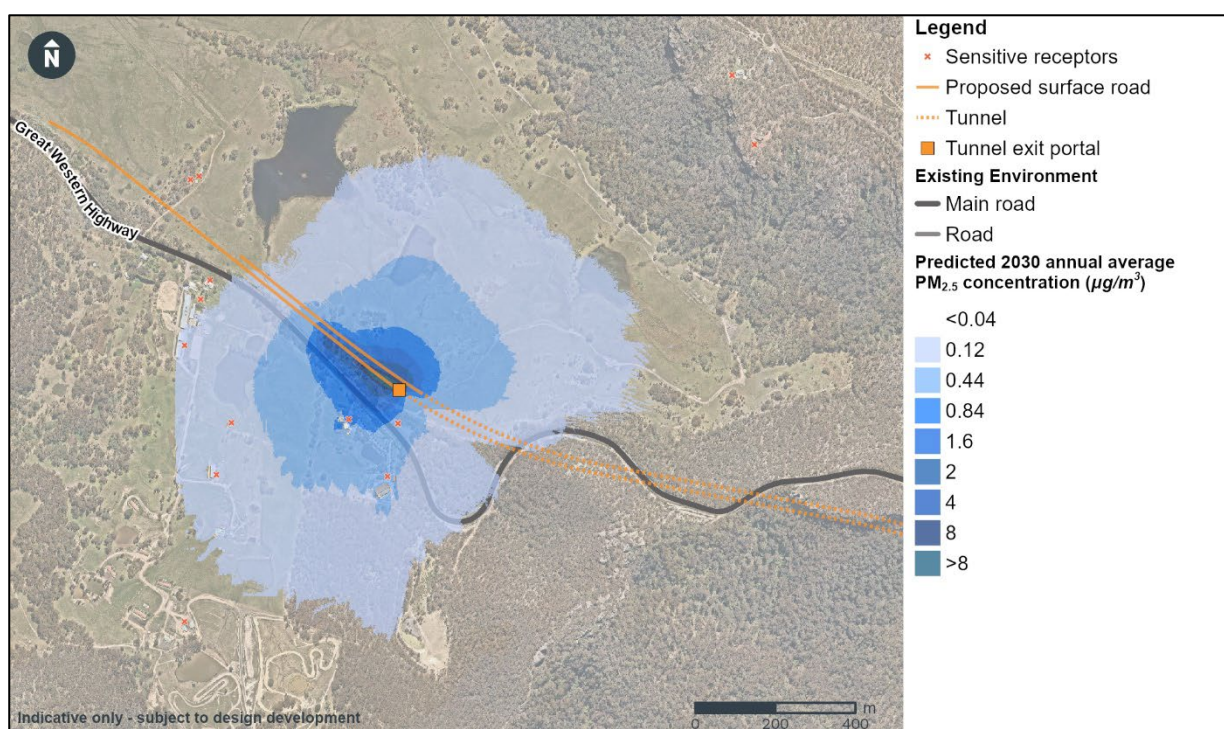 N
Great Western Highway
Indicative only - subject to design development
0 200 400 m
Legend
Sensitive receptors
Proposed surface road
Tunnel
Tunnel exit portal
Existing Environment
Main road
Road
Predicted 2030 annual average
PM2.5 concentration (µg/m³)
<0.04
0.12
0.44
0.84
1.6
2
4
8
>8